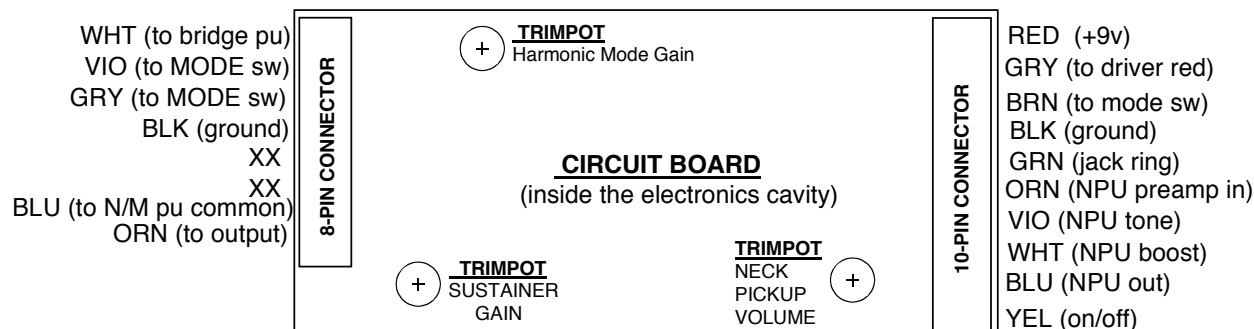 WHT (to bridge pu)
VIO (to MODE sw)
GRY (to MODE sw)
BLK (ground)
XX
XX
BLU (to N/M pu common)
ORN (to output)
8-PIN CONNECTOR
TRIMPOT
Harmonic Mode Gain
CIRCUIT BOARD
(inside the electronics cavity)
TRIMPOT
SUSTAINER
GAIN
TRIMPOT
NECK
PICKUP
VOLUME
10-PIN CONNECTOR
RED (+9v)
GRY (to driver red)
BRN (to mode sw)
BLK (ground)
GRN (jack ring)
ORN (NPU preamp in)
VIO (NPU tone)
WHT (NPU boost)
BLU (NPU out)
YEL (on/off)